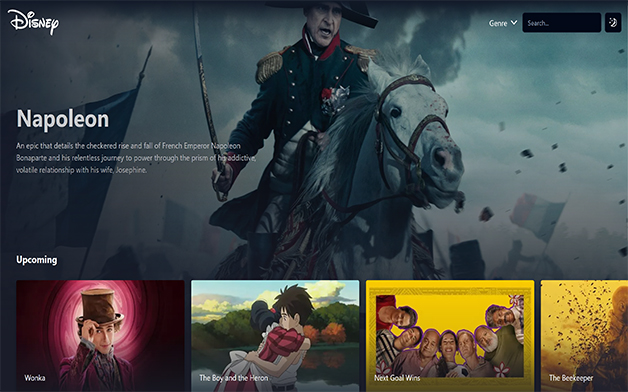 Disney
Genre
Search...
Napoleon
An epic that details the checkered rise and fall of French Emperor Napoleon
Bonaparte and his relentless journey to power through the prism of his addictive,
volatile relationship with his wife, Josephine.
Upcoming
Wonka
The Boy and the Heron
Next Goal Wins
The Beekeeper